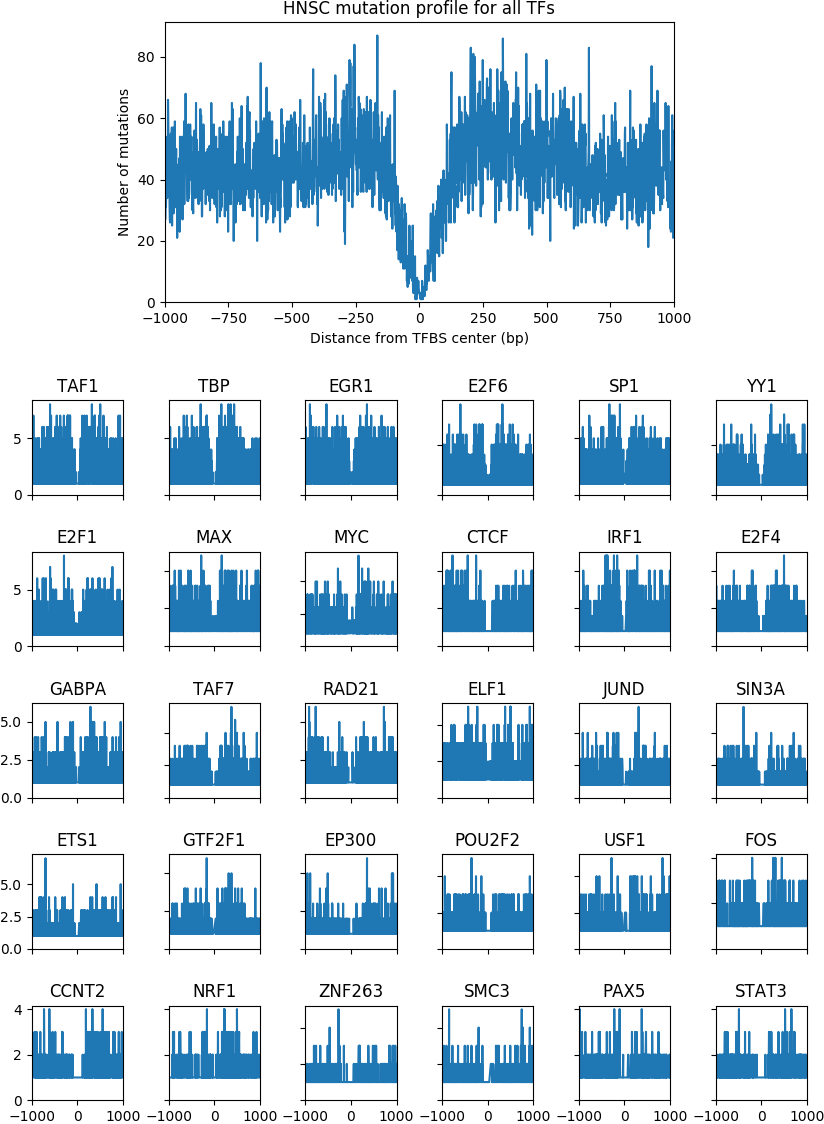 HNSC mutation profile for all TFs
80
60
40
20
0
Number of mutations
−1000 −750 −500 −250 0 250 500 750 1000
Distance from TFBS center (bp)
TAF1 TBP EGR1 E2F6 SP1 YY1
5
0
E2F1 MAX MYC CTCF IRF1 E2F4
5
0
GABPA TAF7 RAD21 ELF1 JUND SIN3A
5.0
2.5
0.0
ETS1 GTF2F1 EP300 POU2F2 USF1 FOS
5.0
2.5
0.0
CCNT2 NRF1 ZNF263 SMC3 PAX5 STAT3
4
2
0
−1000 0 1000 −1000 0 1000 −1000 0 1000 −1000 0 1000 −1000 0 1000 −1000 0 1000